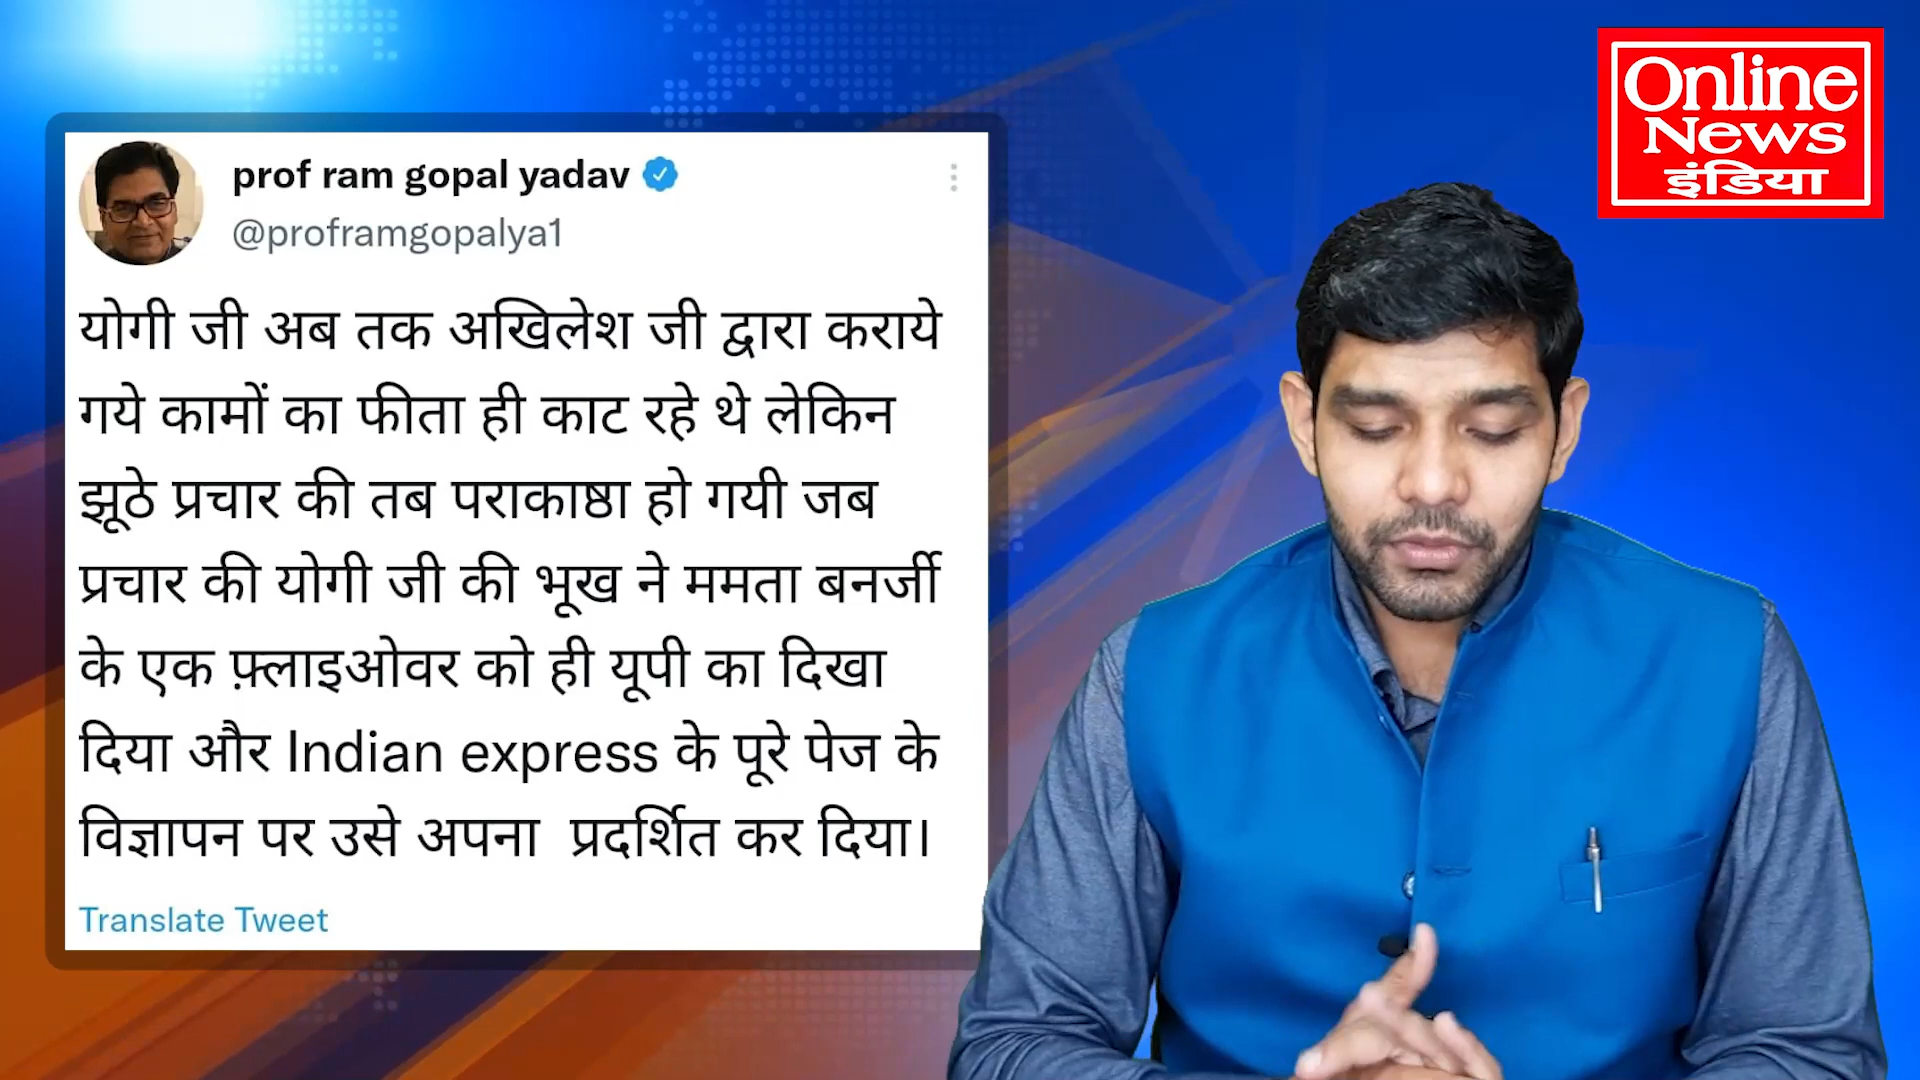 prof ram gopal yadav
@proframgopalya1
योगी जी अब तक अखिलेश जी द्वारा कराये
गये कामों का फीता ही काट रहे थे लेकिन
झूठे प्रचार की तब पराकाष्ठा हो गयी जब
प्रचार की योगी जी की भूख ने ममता बनर्जी
के एक फ़्लाइओवर को ही यूपी का दिखा
दिया और Indian express के पूरे पेज के
विज्ञापन पर उसे अपना प्रदर्शित कर दिया।
Translate Tweet
Online
News
इंडिया